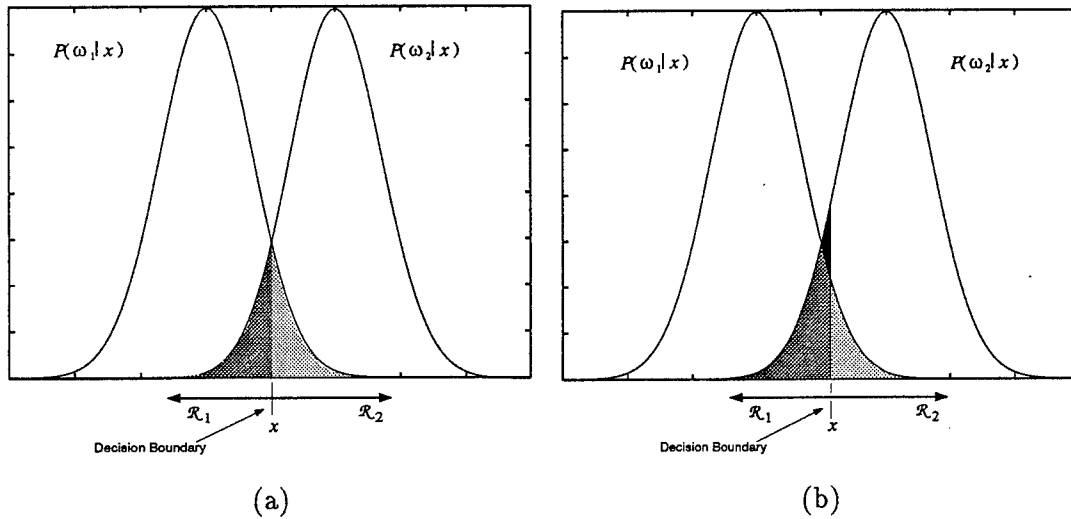 P(ω₁|x)
P(ω₂|x)
ℛ₁
x
ℛ₂
Decision Boundary
(a)
P(ω₁|x)
P(ω₂|x)
ℛ₁
x
ℛ₂
Decision Boundary
(b)